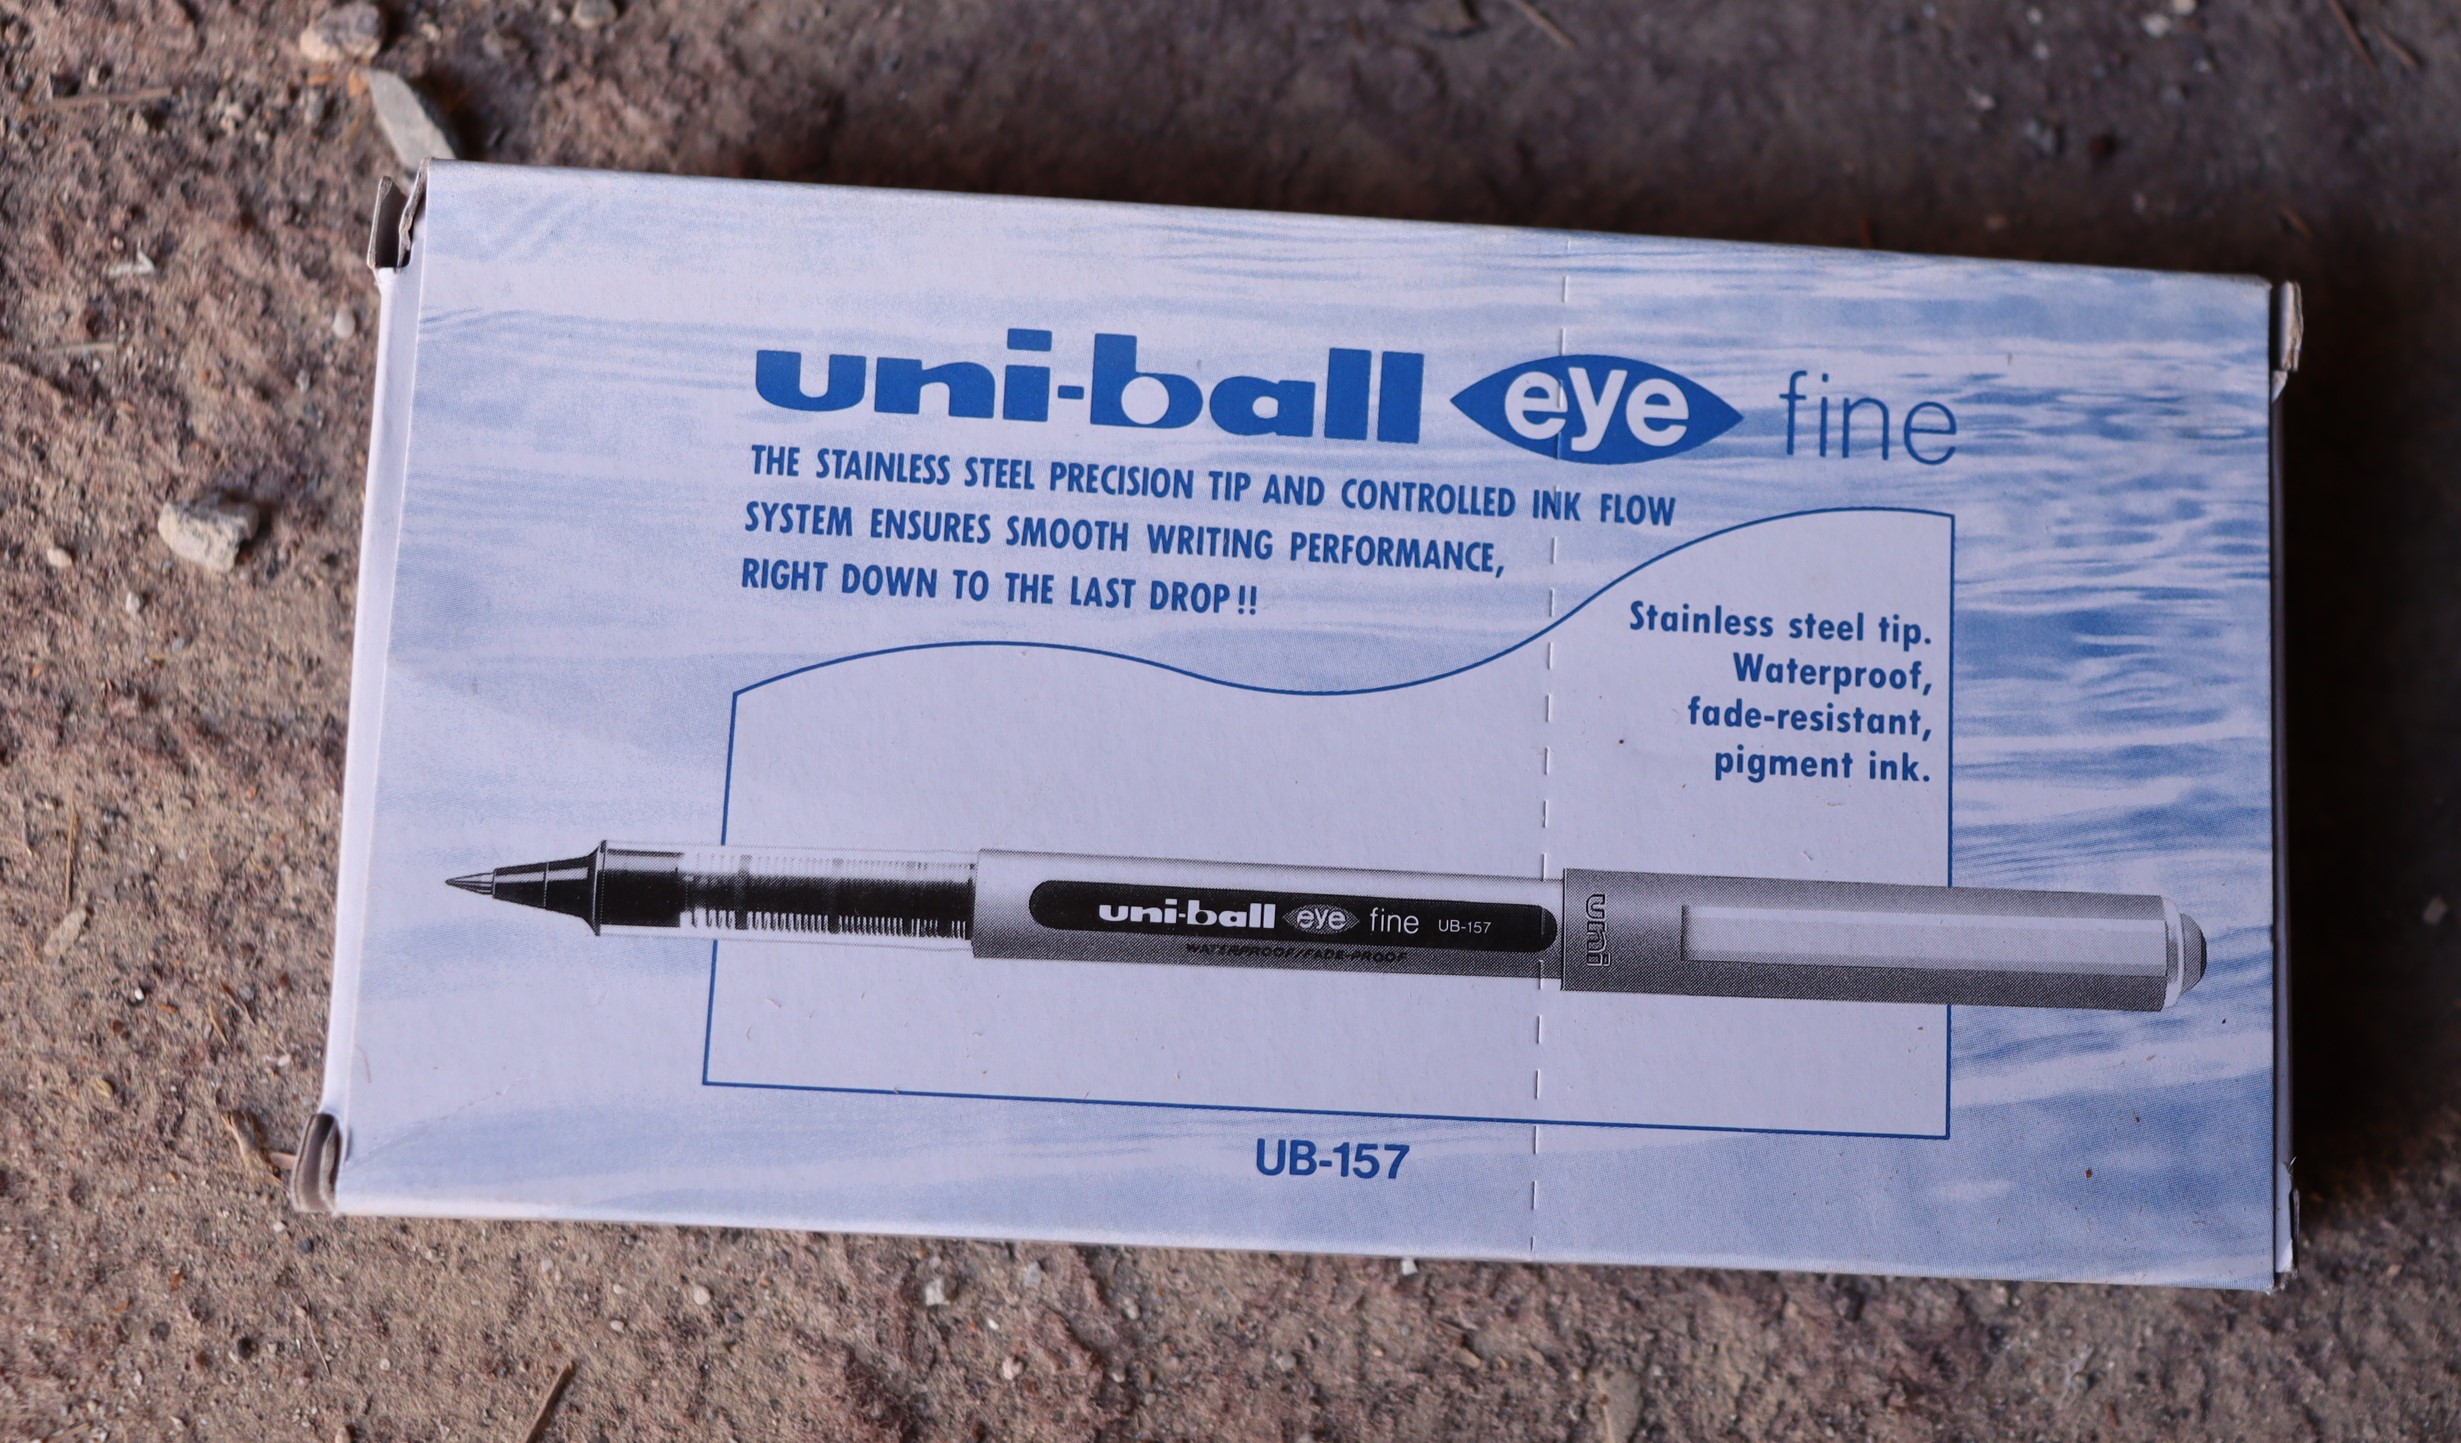 uni-ball eye fine
THE STAINLESS STEEL PRECISION TIP AND CONTROLLED INK FLOW
SYSTEM ENSURES SMOOTH WRITING PERFORMANCE,
RIGHT DOWN TO THE LAST DROP!!
Stainless steel tip.
Waterproof,
fade-resistant,
pigment ink.
uni-ball eye fine UB-157
WATERPROOF/FADE-PROOF
uni
UB-157